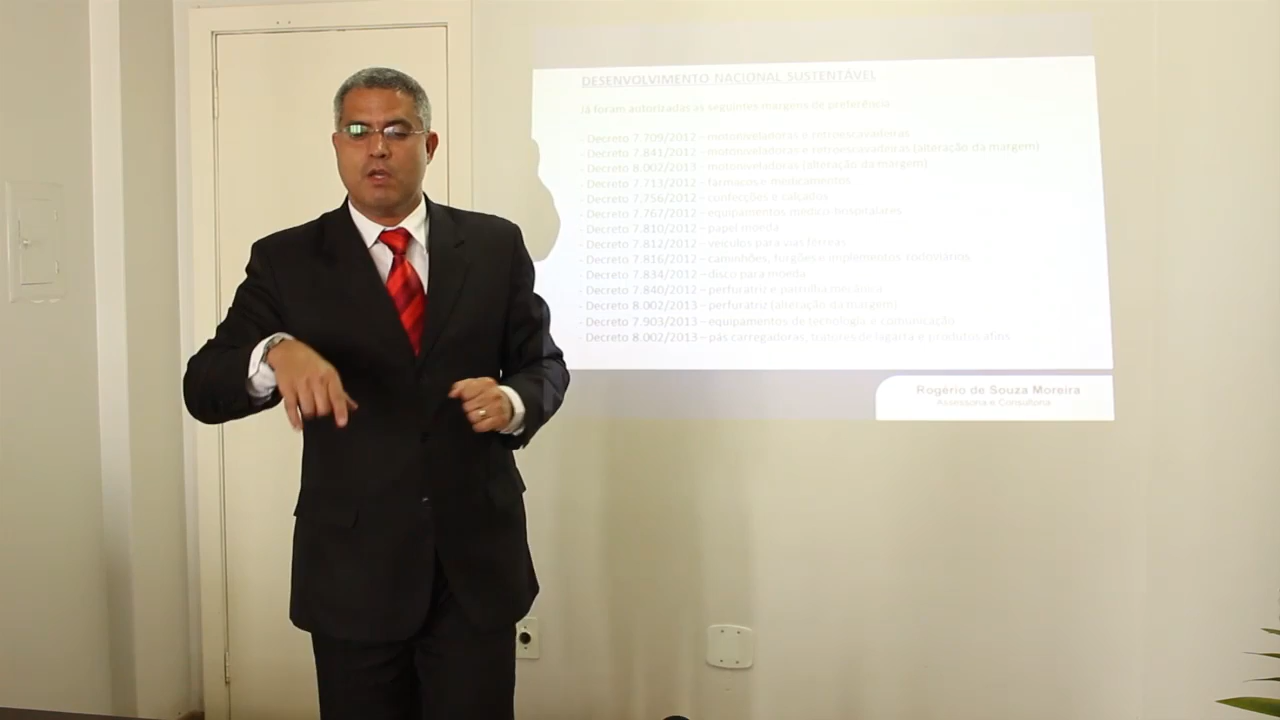 DESENVOLVIMENTO NACIONAL SUSTENTÁVEL
Já foram autorizadas as seguintes margens de preferência
- Decreto 7.709/2012 – motoniveladoras e retroescavadeiras
- Decreto 7.841/2012 – motoniveladoras e retroescavadeiras (alteração da margem)
- Decreto 8.002/2013 – motoniveladoras (alteração da margem)
- Decreto 7.713/2012 – fármacos e medicamentos
- Decreto 7.756/2012 – confecções e calçados
- Decreto 7.767/2012 – equipamentos médico-hospitalares
- Decreto 7.810/2012 – papel moeda
- Decreto 7.812/2012 – veículos para vias férreas
- Decreto 7.816/2012 – caminhões, furgões e implementos rodoviários
- Decreto 7.834/2012 – disco para moeda
- Decreto 7.840/2012 – perfuratriz e patrulha mecânica
- Decreto 8.002/2013 – perfuratriz (alteração da margem)
- Decreto 7.903/2013 – equipamentos de tecnologia e comunicação
- Decreto 8.002/2013 – pás carregadoras, tratores de lagarta e produtos afins
Rogério de Souza Moreira
Assessoria e Consultoria